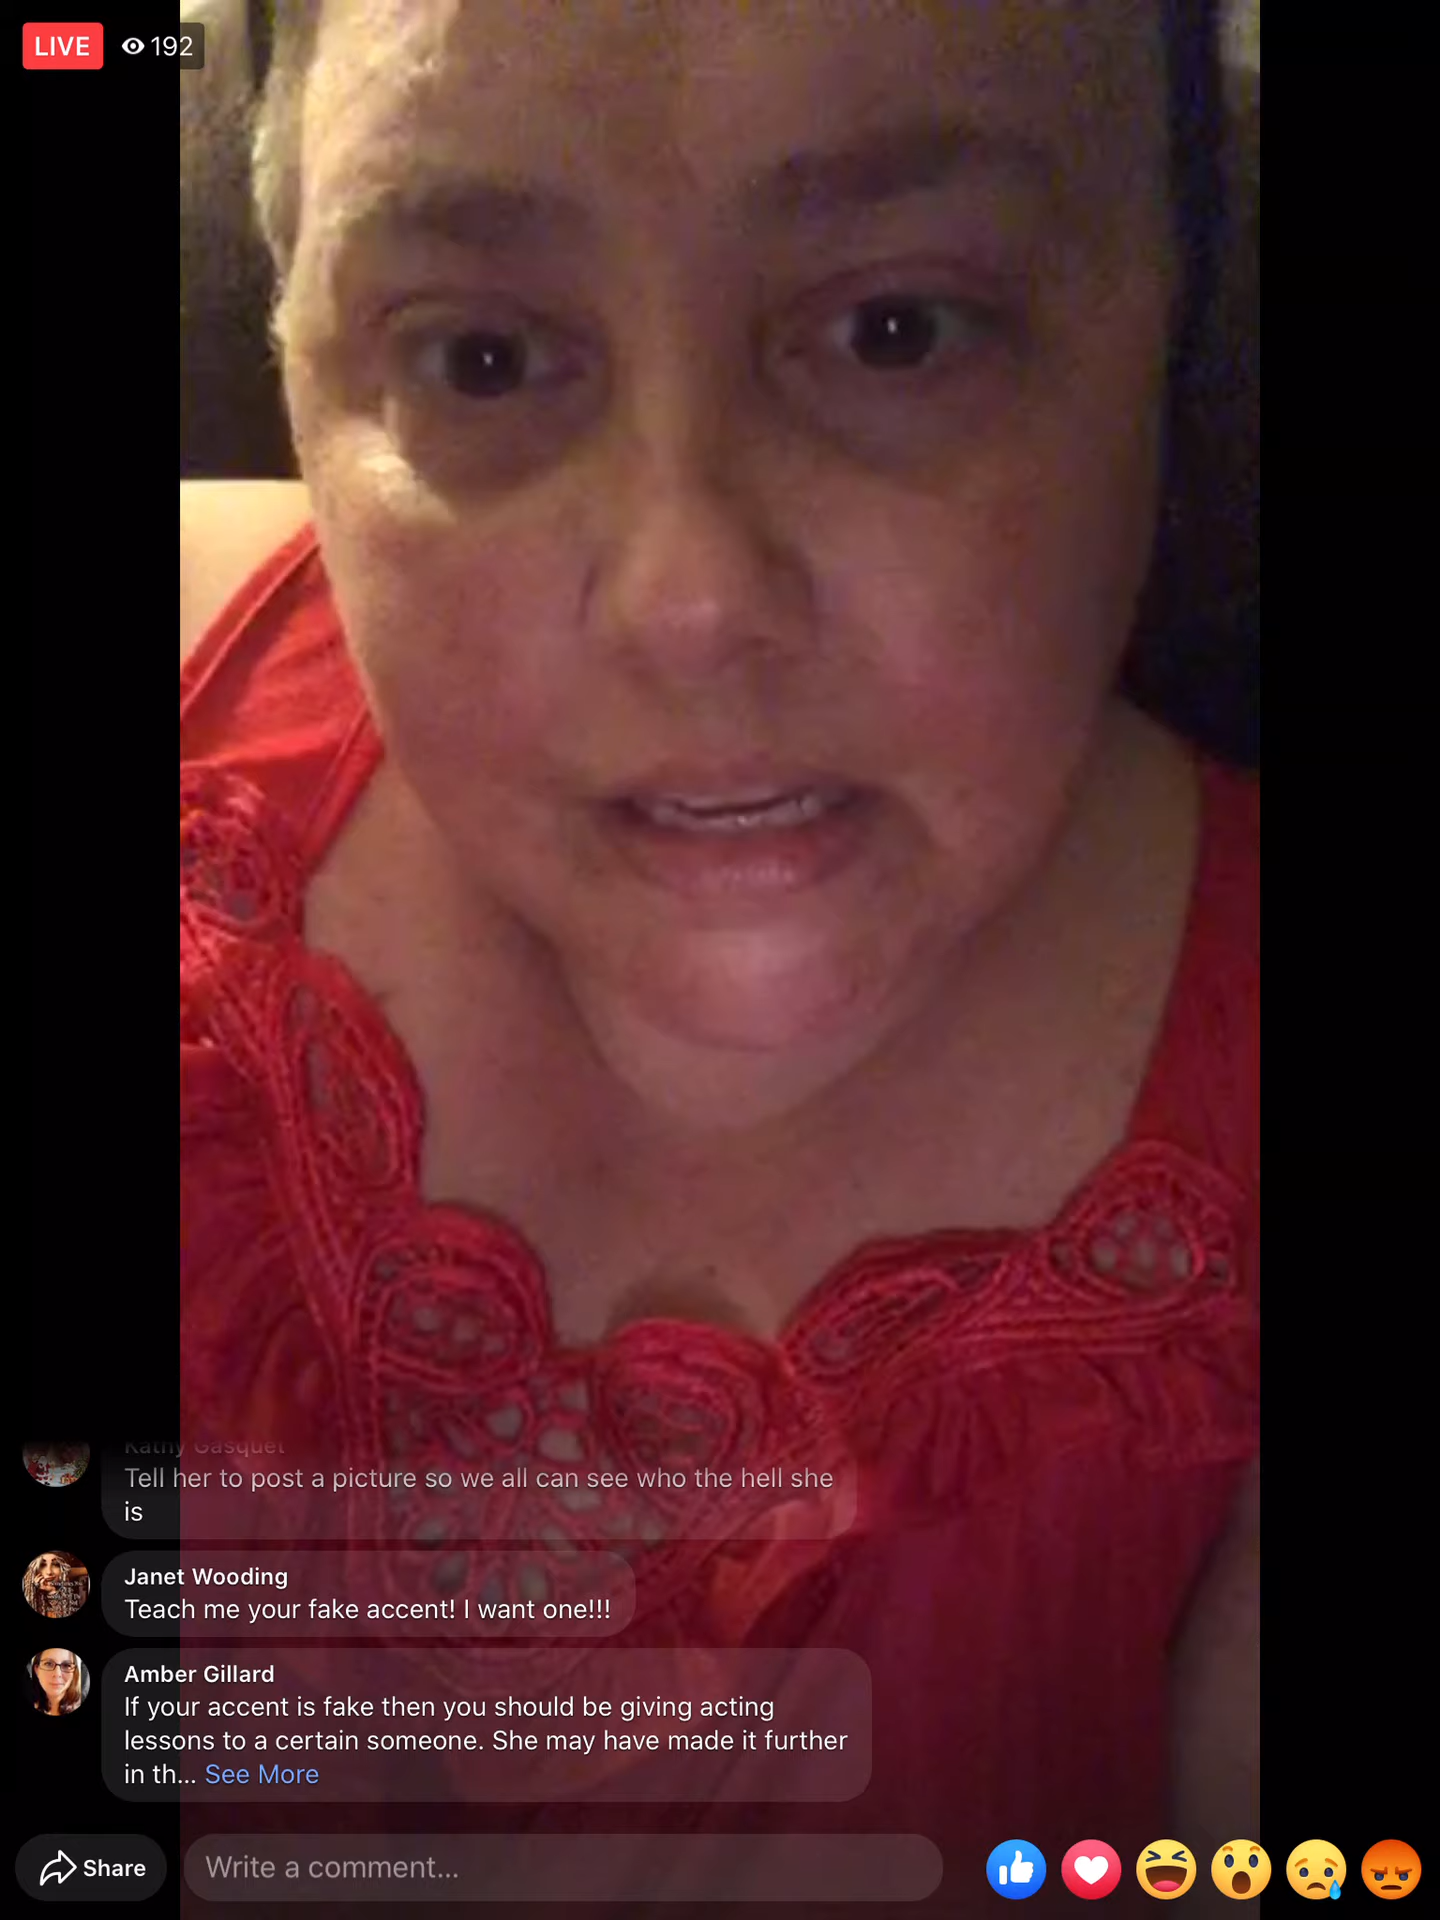 LIVE 192
Kathy Gasquet
Tell her to post a picture so we all can see who the hell she
is
Janet Wooding
Teach me your fake accent! I want one!!!
Amber Gillard
If your accent is fake then you should be giving acting
lessons to a certain someone. She may have made it further
in th... See More
Share
Write a comment...